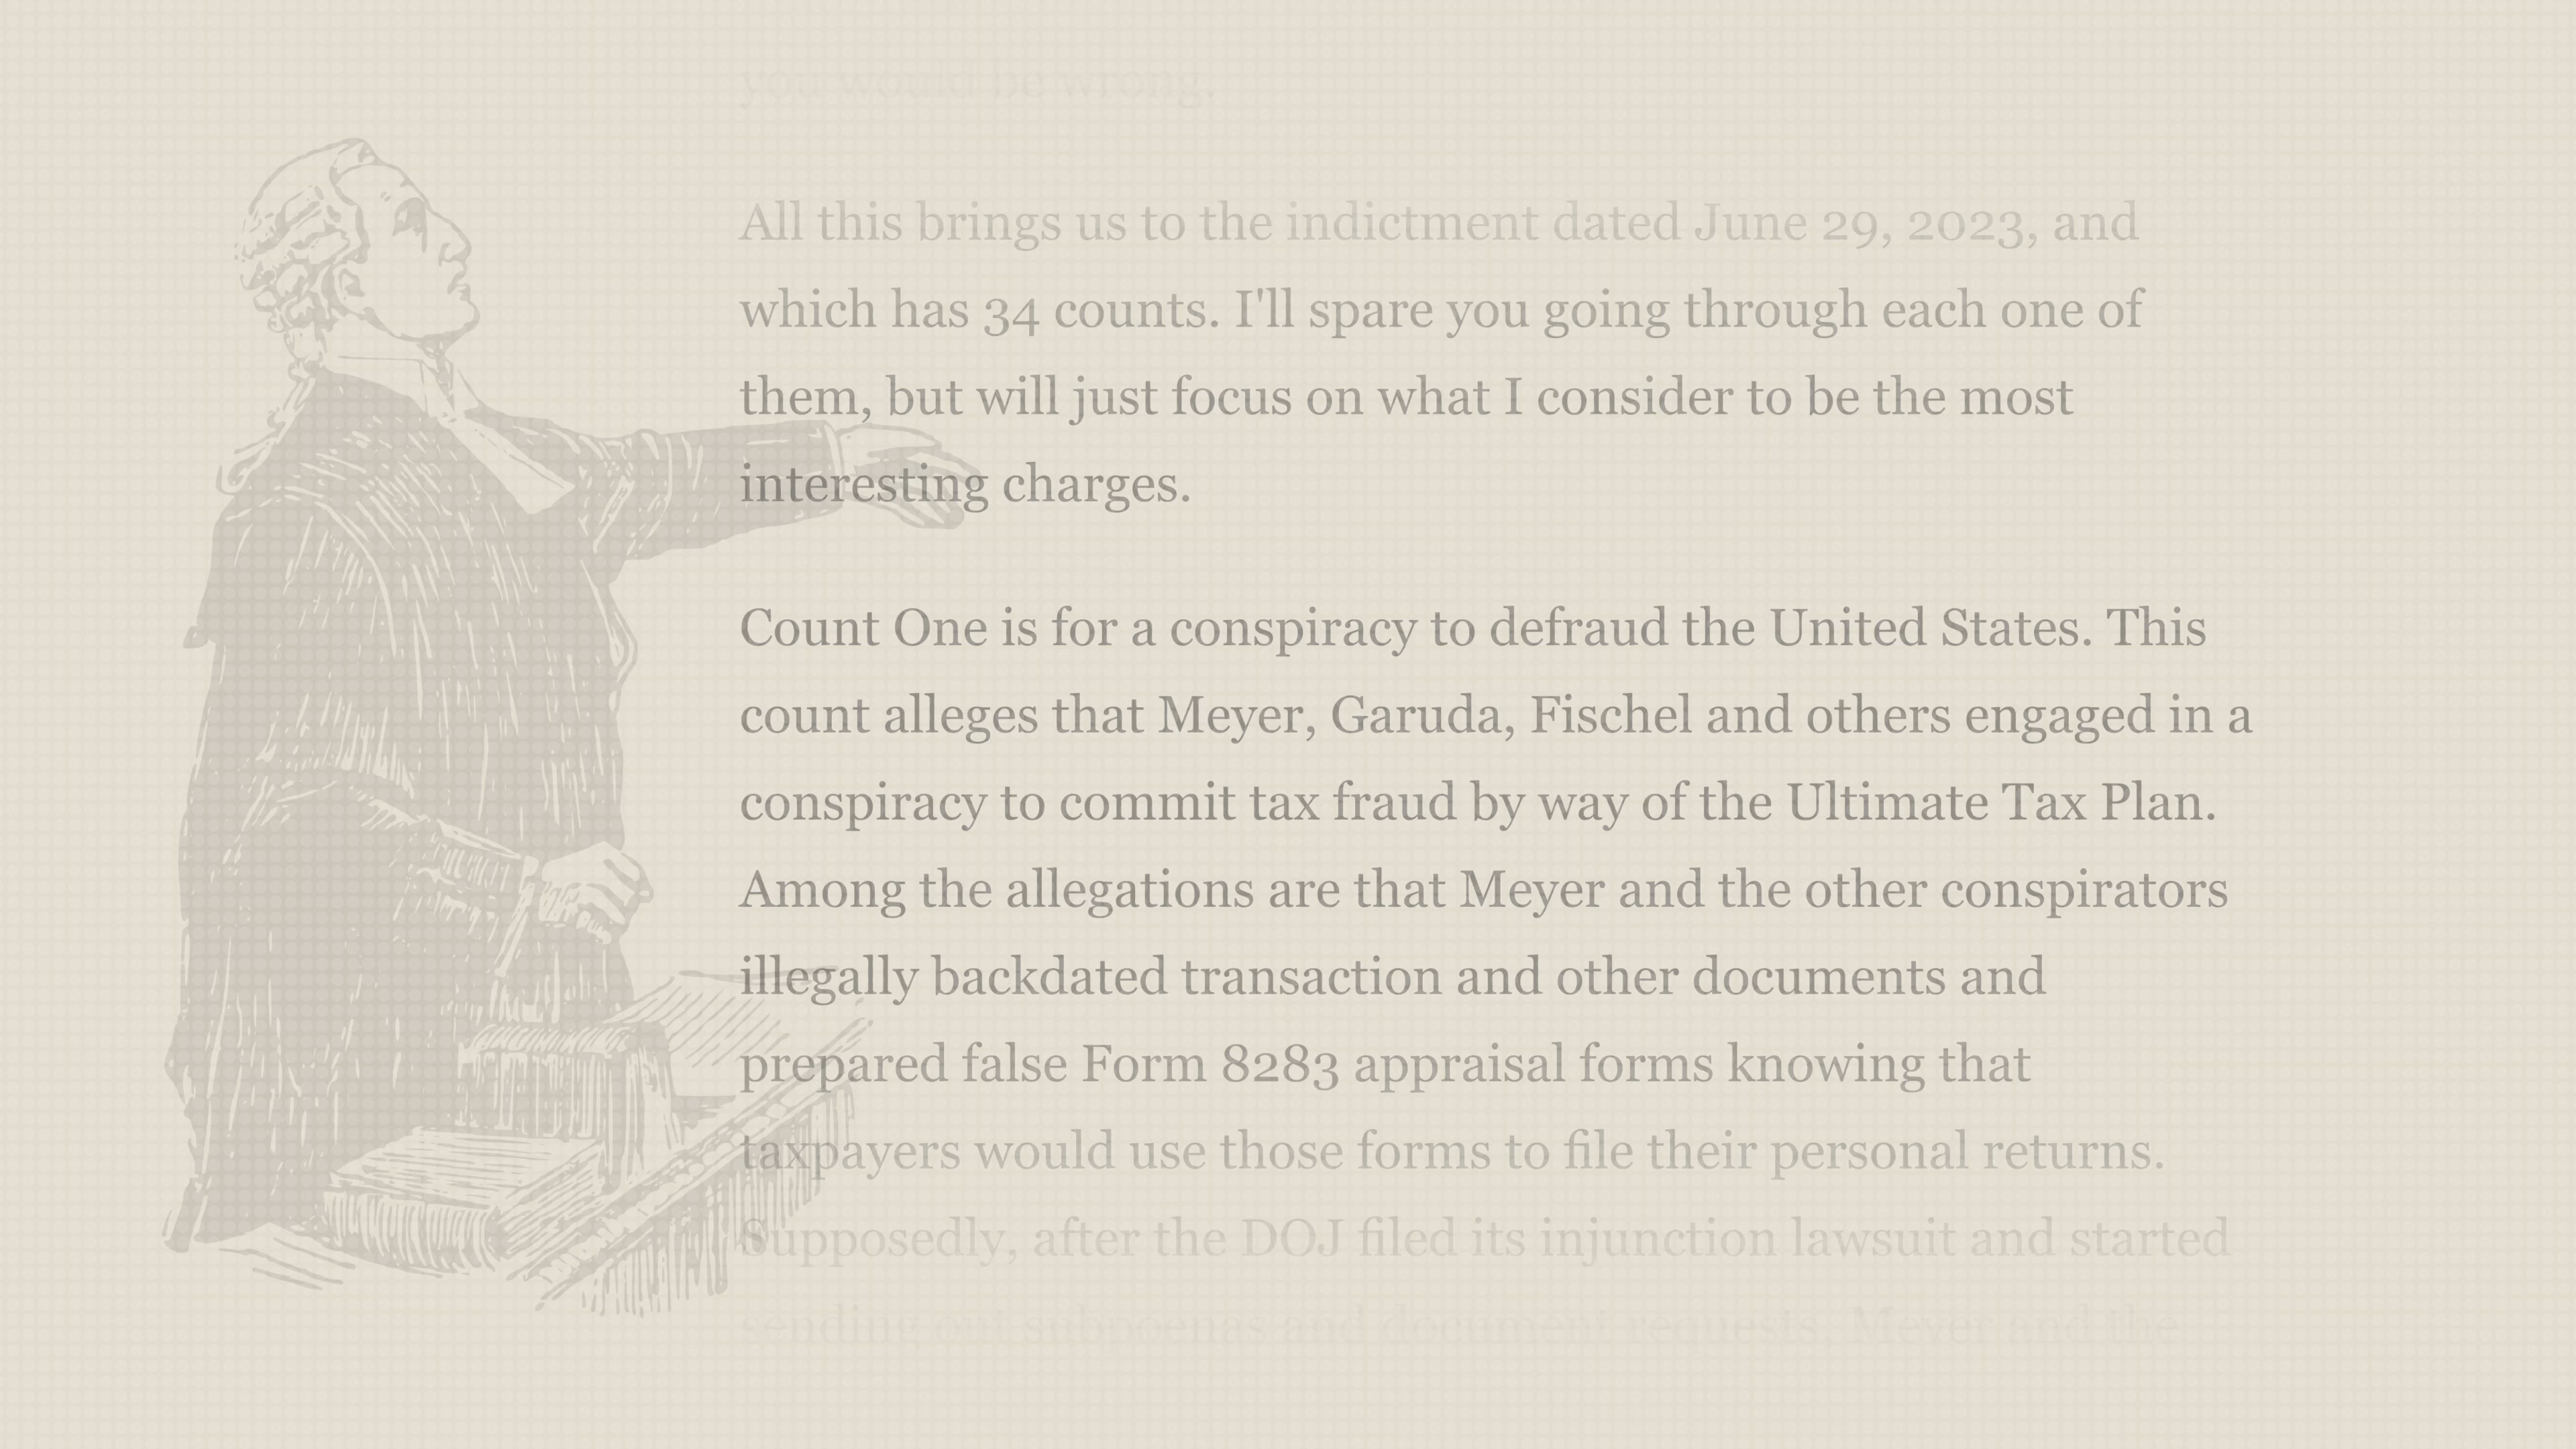 you would be wrong.
All this brings us to the indictment dated June 29, 2023, and
which has 34 counts. I'll spare you going through each one of
them, but will just focus on what I consider to be the most
interesting charges.
Count One is for a conspiracy to defraud the United States. This
count alleges that Meyer, Garuda, Fischel and others engaged in a
conspiracy to commit tax fraud by way of the Ultimate Tax Plan.
Among the allegations are that Meyer and the other conspirators
illegally backdated transaction and other documents and
prepared false Form 8283 appraisal forms knowing that
taxpayers would use those forms to file their personal returns.
Supposedly, after the DOJ filed its injunction lawsuit and started
sending out subpoenas and document requests, Meyer and the